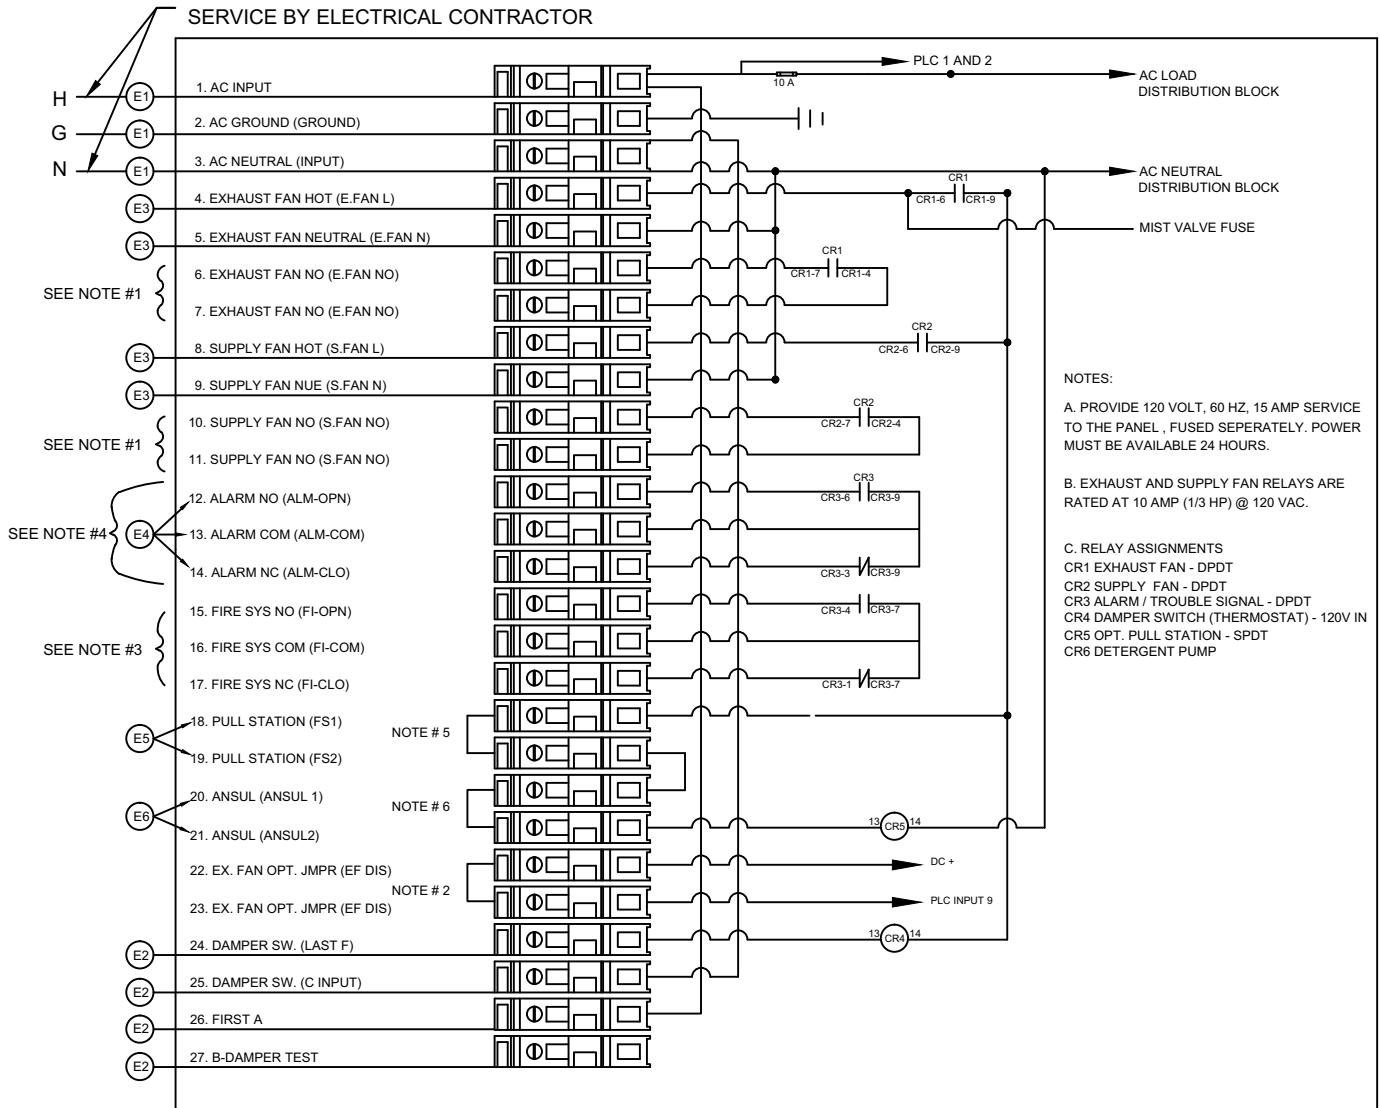 SERVICE BY ELECTRICAL CONTRACTOR
H
G
N
E1
E1
E1
E3
E3
SEE NOTE #1
E3
E3
SEE NOTE #1
SEE NOTE #4
E4
SEE NOTE #3
E5
E6
E2
E2
E2
E2
1. AC INPUT
2. AC GROUND (GROUND)
3. AC NEUTRAL (INPUT)
4. EXHAUST FAN HOT (E.FAN L)
5. EXHAUST FAN NEUTRAL (E.FAN N)
6. EXHAUST FAN NO (E.FAN NO)
7. EXHAUST FAN NO (E.FAN NO)
8. SUPPLY FAN HOT (S.FAN L)
9. SUPPLY FAN NUE (S.FAN N)
10. SUPPLY FAN NO (S.FAN NO)
11. SUPPLY FAN NO (S.FAN NO)
12. ALARM NO (ALM-OPN)
13. ALARM COM (ALM-COM)
14. ALARM NC (ALM-CLO)
15. FIRE SYS NO (FI-OPN)
16. FIRE SYS COM (FI-COM)
17. FIRE SYS NC (FI-CLO)
18. PULL STATION (FS1)
19. PULL STATION (FS2)
20. ANSUL (ANSUL 1)
21. ANSUL (ANSUL2)
22. EX. FAN OPT. JMPR (EF DIS)
23. EX. FAN OPT. JMPR (EF DIS)
24. DAMPER SW. (LAST F)
25. DAMPER SW. (C INPUT)
26. FIRST A
27. B-DAMPER TEST
NOTE # 5
NOTE # 6
NOTE # 2
PLC 1 AND 2
10 A
AC LOAD
DISTRIBUTION BLOCK
AC NEUTRAL
DISTRIBUTION BLOCK
CR1
CR1-6 CR1-9
MIST VALVE FUSE
CR1
CR1-7 CR1-4
CR2
CR2-6 CR2-9
CR2
CR2-7 CR2-4
CR3
CR3-6 CR3-9
CR3-3 CR3-9
CR3-4 CR3-7
CR3-1 CR3-7
13 CR5 14
DC +
PLC INPUT 9
13 CR4 14
NOTES:
A. PROVIDE 120 VOLT, 60 HZ, 15 AMP SERVICE
TO THE PANEL , FUSED SEPERATELY. POWER
MUST BE AVAILABLE 24 HOURS.
B. EXHAUST AND SUPPLY FAN RELAYS ARE
RATED AT 10 AMP (1/3 HP) @ 120 VAC.
C. RELAY ASSIGNMENTS
CR1 EXHAUST FAN - DPDT
CR2 SUPPLY FAN - DPDT
CR3 ALARM / TROUBLE SIGNAL - DPDT
CR4 DAMPER SWITCH (THERMOSTAT) - 120V IN
CR5 OPT. PULL STATION - SPDT
CR6 DETERGENT PUMP